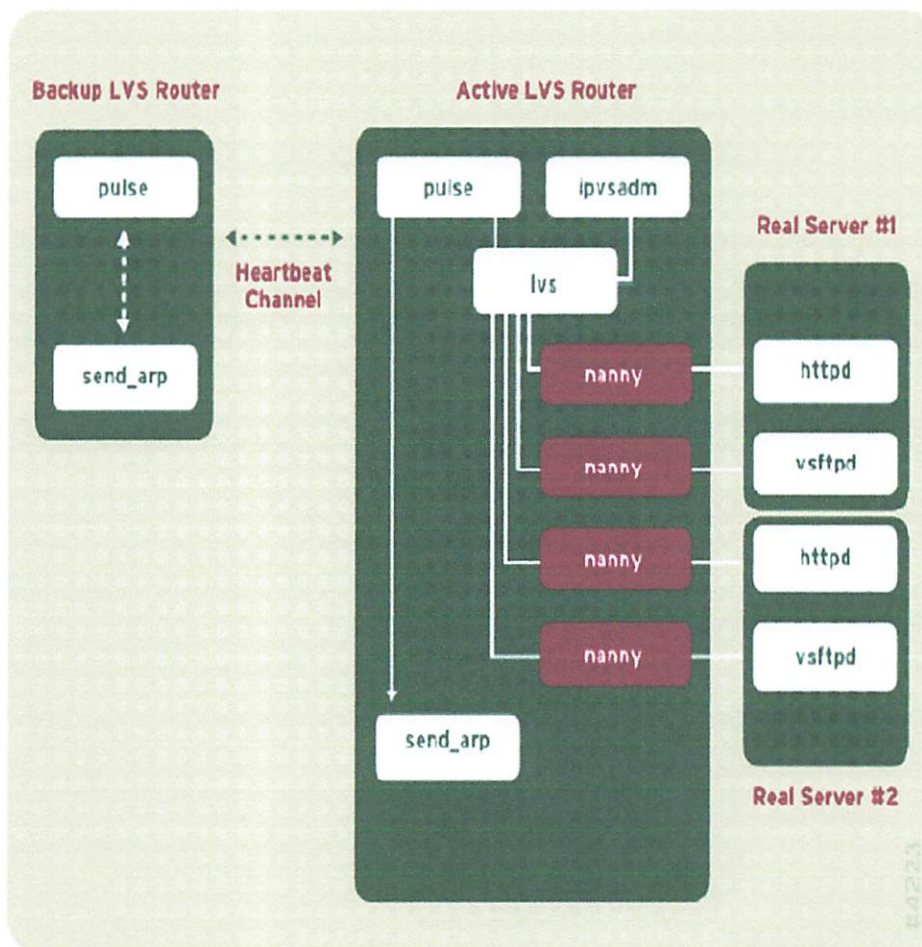 Backup LVS Router
pulse
send_arp
Heartbeat
Channel
Active LVS Router
pulse
ipvsadm
lvs
nanny
nanny
nanny
nanny
send_arp
Real Server #1
httpd
vsftpd
httpd
vsftpd
Real Server #2